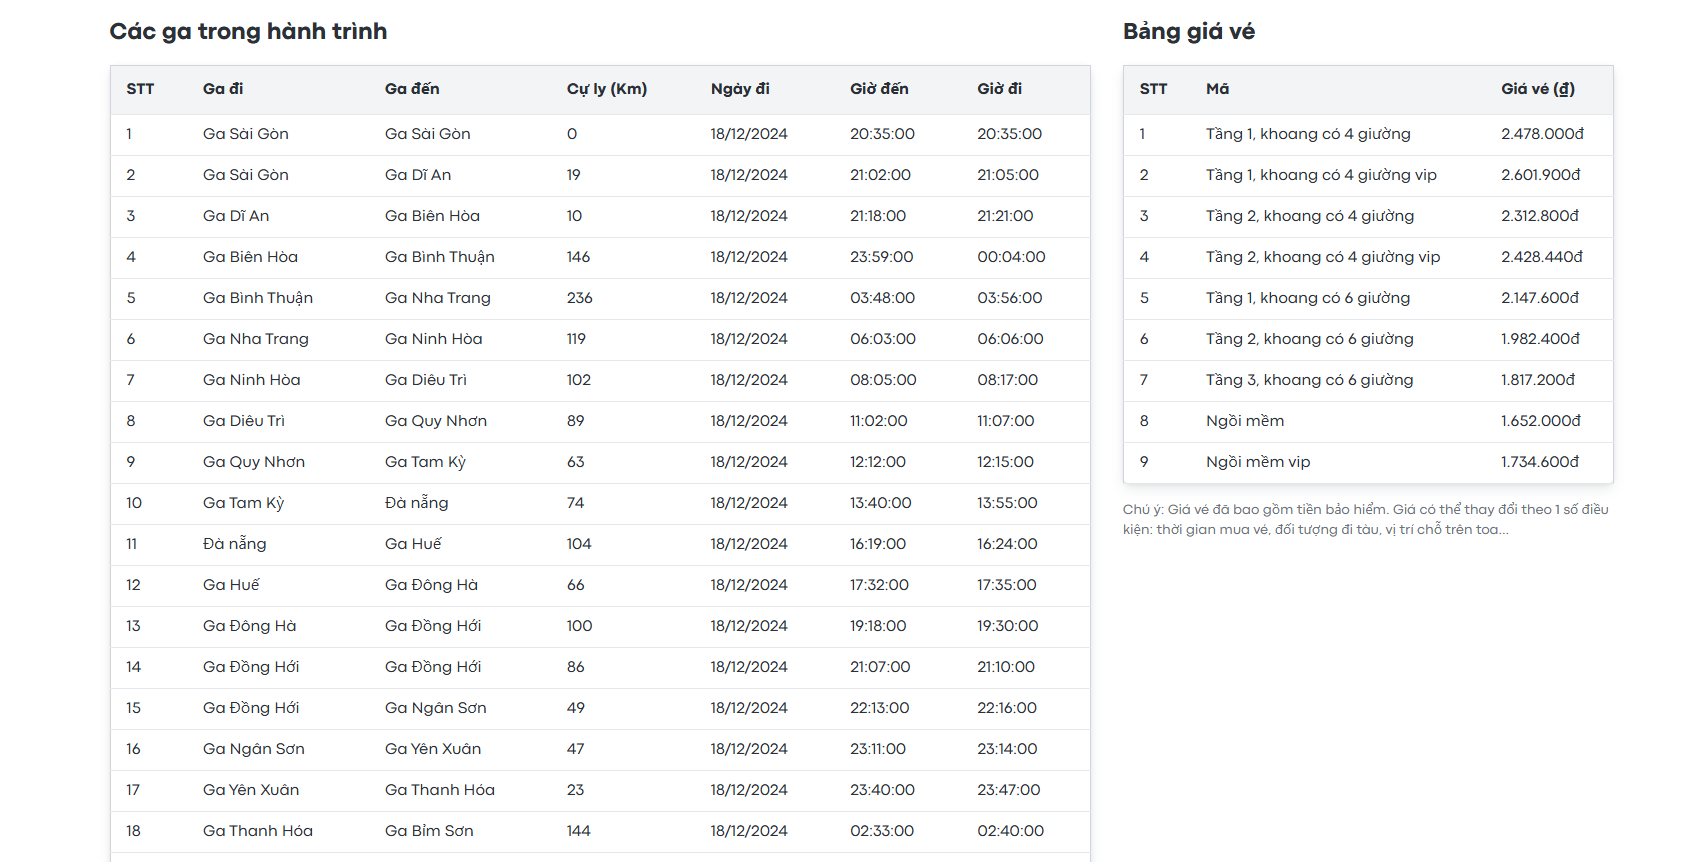 Các ga trong hành trình
STT Ga đi Ga đến Cự ly (Km) Ngày đi Giờ đến Giờ đi
1 Ga Sài Gòn Ga Sài Gòn 0 18/12/2024 20:35:00 20:35:00
2 Ga Sài Gòn Ga Dĩ An 19 18/12/2024 21:02:00 21:05:00
3 Ga Dĩ An Ga Biên Hòa 10 18/12/2024 21:18:00 21:21:00
4 Ga Biên Hòa Ga Bình Thuận 146 18/12/2024 23:59:00 00:04:00
5 Ga Bình Thuận Ga Nha Trang 236 18/12/2024 03:48:00 03:56:00
6 Ga Nha Trang Ga Ninh Hòa 119 18/12/2024 06:03:00 06:06:00
7 Ga Ninh Hòa Ga Diêu Trì 102 18/12/2024 08:05:00 08:17:00
8 Ga Diêu Trì Ga Quy Nhơn 89 18/12/2024 11:02:00 11:07:00
9 Ga Quy Nhơn Ga Tam Kỳ 63 18/12/2024 12:12:00 12:15:00
10 Ga Tam Kỳ Đà nẵng 74 18/12/2024 13:40:00 13:55:00
11 Đà nẵng Ga Huế 104 18/12/2024 16:19:00 16:24:00
12 Ga Huế Ga Đông Hà 66 18/12/2024 17:32:00 17:35:00
13 Ga Đông Hà Ga Đồng Hới 100 18/12/2024 19:18:00 19:30:00
14 Ga Đồng Hới Ga Đồng Hới 86 18/12/2024 21:07:00 21:10:00
15 Ga Đồng Hới Ga Ngân Sơn 49 18/12/2024 22:13:00 22:16:00
16 Ga Ngân Sơn Ga Yên Xuân 47 18/12/2024 23:11:00 23:14:00
17 Ga Yên Xuân Ga Thanh Hóa 23 18/12/2024 23:40:00 23:47:00
18 Ga Thanh Hóa Ga Bỉm Sơn 144 18/12/2024 02:33:00 02:40:00
Bảng giá vé
STT Mã Giá vé (₫)
1 Tầng 1, khoang có 4 giường 2.478.000đ
2 Tầng 1, khoang có 4 giường vip 2.601.900đ
3 Tầng 2, khoang có 4 giường 2.312.800đ
4 Tầng 2, khoang có 4 giường vip 2.428.440đ
5 Tầng 1, khoang có 6 giường 2.147.600đ
6 Tầng 2, khoang có 6 giường 1.982.400đ
7 Tầng 3, khoang có 6 giường 1.817.200đ
8 Ngồi mềm 1.652.000đ
9 Ngồi mềm vip 1.734.600đ
Chú ý: Giá vé đã bao gồm tiền bảo hiểm. Giá có thể thay đổi theo 1 số điều
kiện: thời gian mua vé, đối tượng đi tàu, vị trí chỗ trên toa...